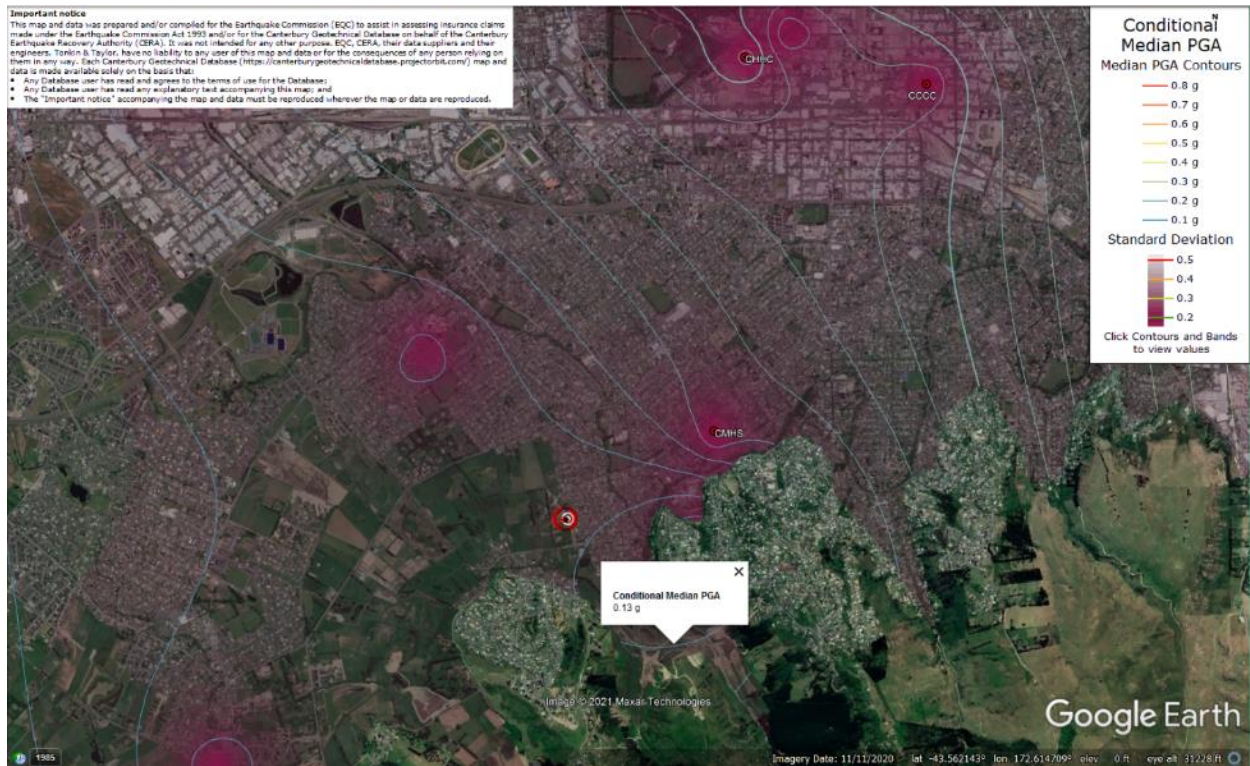 Important notice
This map and data was prepared and/or compiled for the Earthquake Commission (EQC) to assist in assessing insurance claims
made under the Earthquake Commission Act 1993 and/or for the Canterbury Geotechnical Database on behalf of the Canterbury
Earthquake Recovery Authority (CERA). It was not intended for any other purpose. EQC, CERA, their data suppliers and their
engineers, Tonkin & Taylor, have no liability to any user of this map and data or for the consequences of any person relying on
them in any way. Each Canterbury Geotechnical Database (https://canterburygeotechnicaldatabase.projectorbit.com/) map and
data is made available solely on the basis that:
• Any Database user has read and agrees to the terms of use for the Database;
• Any Database user has read any explanatory text accompanying this map; and
• The "Important notice" accompanying the map and data must be reproduced wherever the map or data are reproduced.
N
Conditional
Median PGA
Median PGA Contours
0.8 g
0.7 g
0.6 g
0.5 g
0.4 g
0.3 g
0.2 g
0.1 g
Standard Deviation
0.5
0.4
0.3
0.2
Click Contours and Bands
to view values
CHHC
CCCC
CMHS
Conditional Median PGA
0.13 g
Image © 2021 Maxar Technologies
Google Earth
1985
Imagery Date: 11/11/2020 lat -43.562143° lon 172.614709° elev 0 ft eye alt 31228 ft